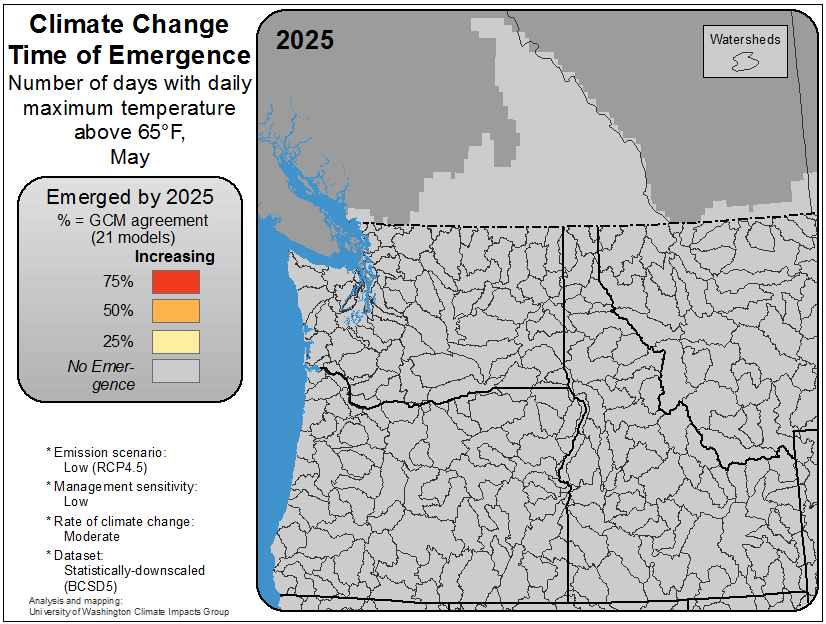 Climate Change
Time of Emergence
Number of days with daily
maximum temperature
above 65°F,
May
Emerged by 2025
% = GCM agreement
(21 models)
Increasing
75%
50%
25%
No Emer-
gence
* Emission scenario:
Low (RCP4.5)
* Management sensitivity:
Low
* Rate of climate change:
Moderate
* Dataset:
Statistically-downscaled
(BCSD5)
Analysis and mapping:
University of Washington Climate Impacts Group
2025
Watersheds